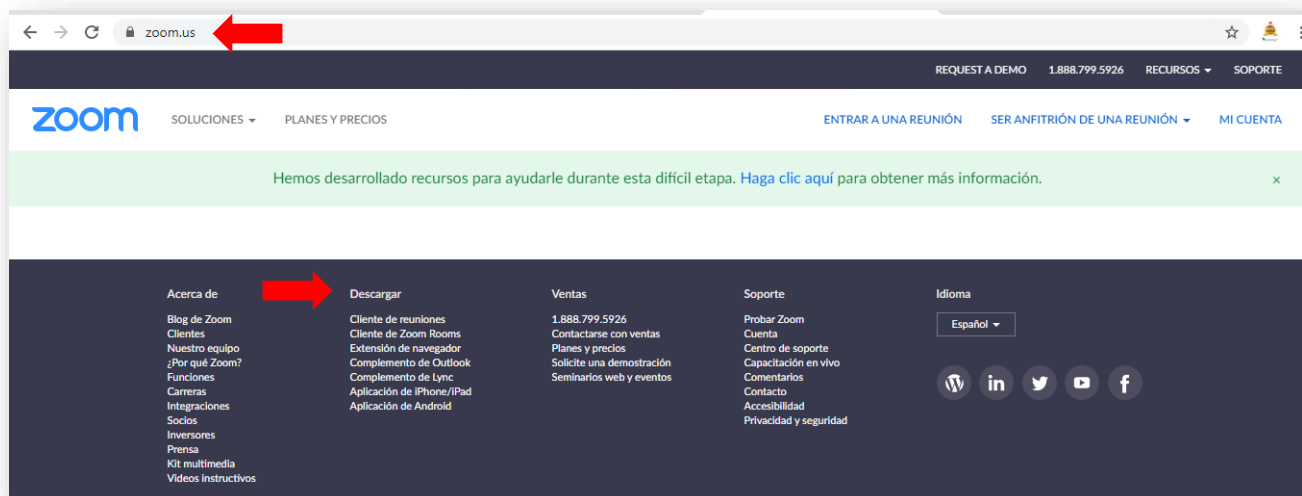 zoom.us
REQUEST A DEMO 1.888.799.5926 RECURSOS SOPORTE
zoom SOLUCIONES PLANES Y PRECIOS ENTRAR A UNA REUNIÓN SER ANFITRIÓN DE UNA REUNIÓN MI CUENTA
Hemos desarrollado recursos para ayudarle durante esta difícil etapa. Haga clic aquí para obtener más información. ×
Acerca de
Blog de Zoom
Clientes
Nuestro equipo
¿Por qué Zoom?
Funciones
Carreras
Integraciones
Socios
Inversores
Prensa
Kit multimedia
Videos instructivos
Descargar
Cliente de reuniones
Cliente de Zoom Rooms
Extensión de navegador
Complemento de Outlook
Complemento de Lync
Aplicación de iPhone/iPad
Aplicación de Android
Ventas
1.888.799.5926
Contactarse con ventas
Planes y precios
Solicite una demostración
Seminarios web y eventos
Soporte
Probar Zoom
Cuenta
Centro de soporte
Capacitación en vivo
Comentarios
Contacto
Accesibilidad
Privacidad y seguridad
Idioma
Español